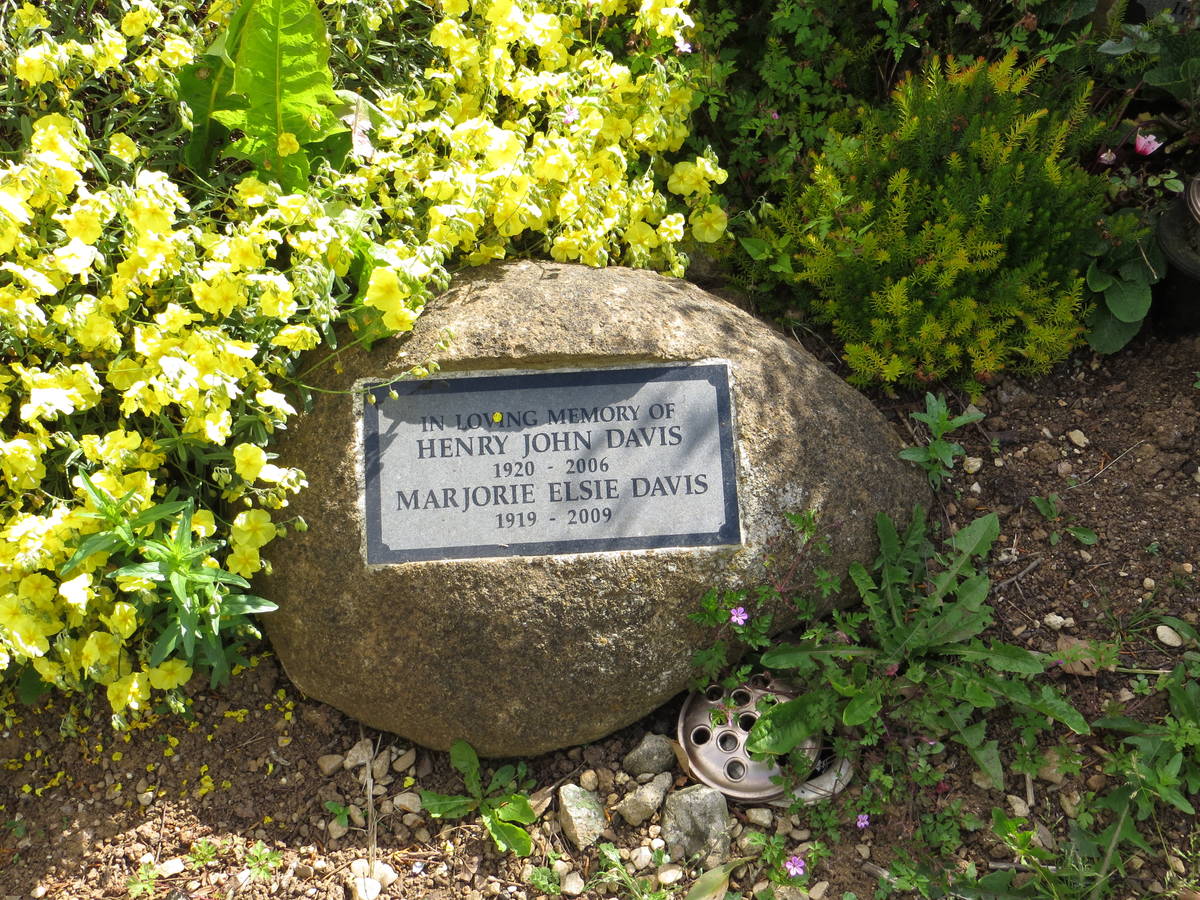 IN LOVING MEMORY OF
HENRY JOHN DAVIS
1920 - 2006
MARJORIE ELSIE DAVIS
1919 - 2009